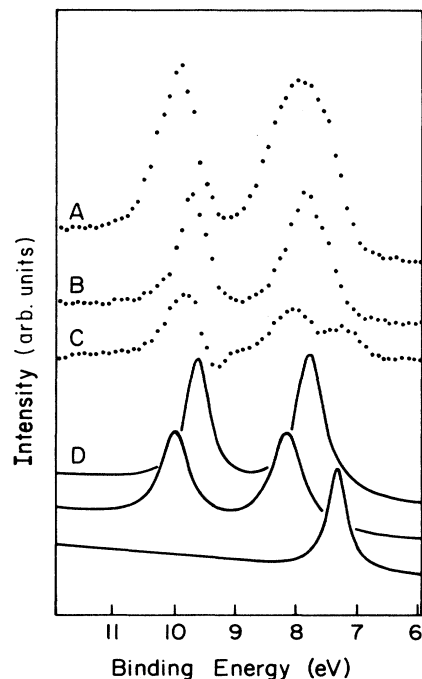 A
B
C
D
Intensity (arb. units)
11 10 9 8 7 6
Binding Energy (eV)